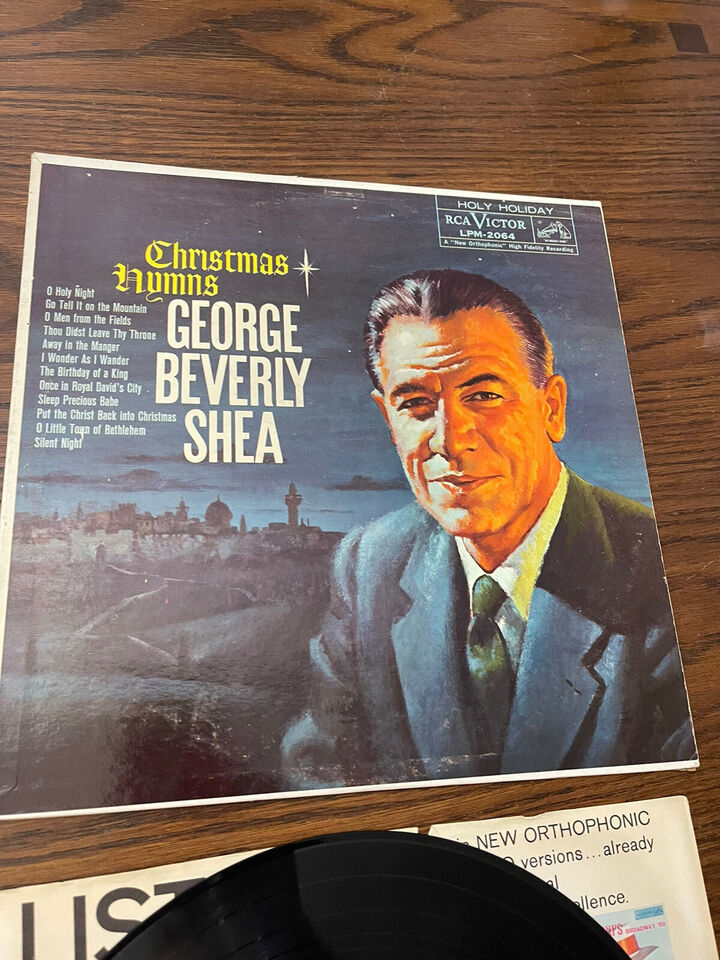 HOLY HOLIDAY
RCA VICTOR
LPM-2064
A "New Orthophonic" High Fidelity Recording
Christmas
Hymns
GEORGE
BEVERLY
SHEA
O Holy Night
Go Tell It on the Mountain
O Men from the Fields
Thou Didst Leave Thy Throne
Away in the Manger
I Wonder As I Wander
The Birthday of a King
Once in Royal David's City
Sleep Precious Babe
Put the Christ Back into Christmas
O Little Town of Bethlehem
Silent Night
NEW ORTHOPHONIC
versions...already
BROADWAY